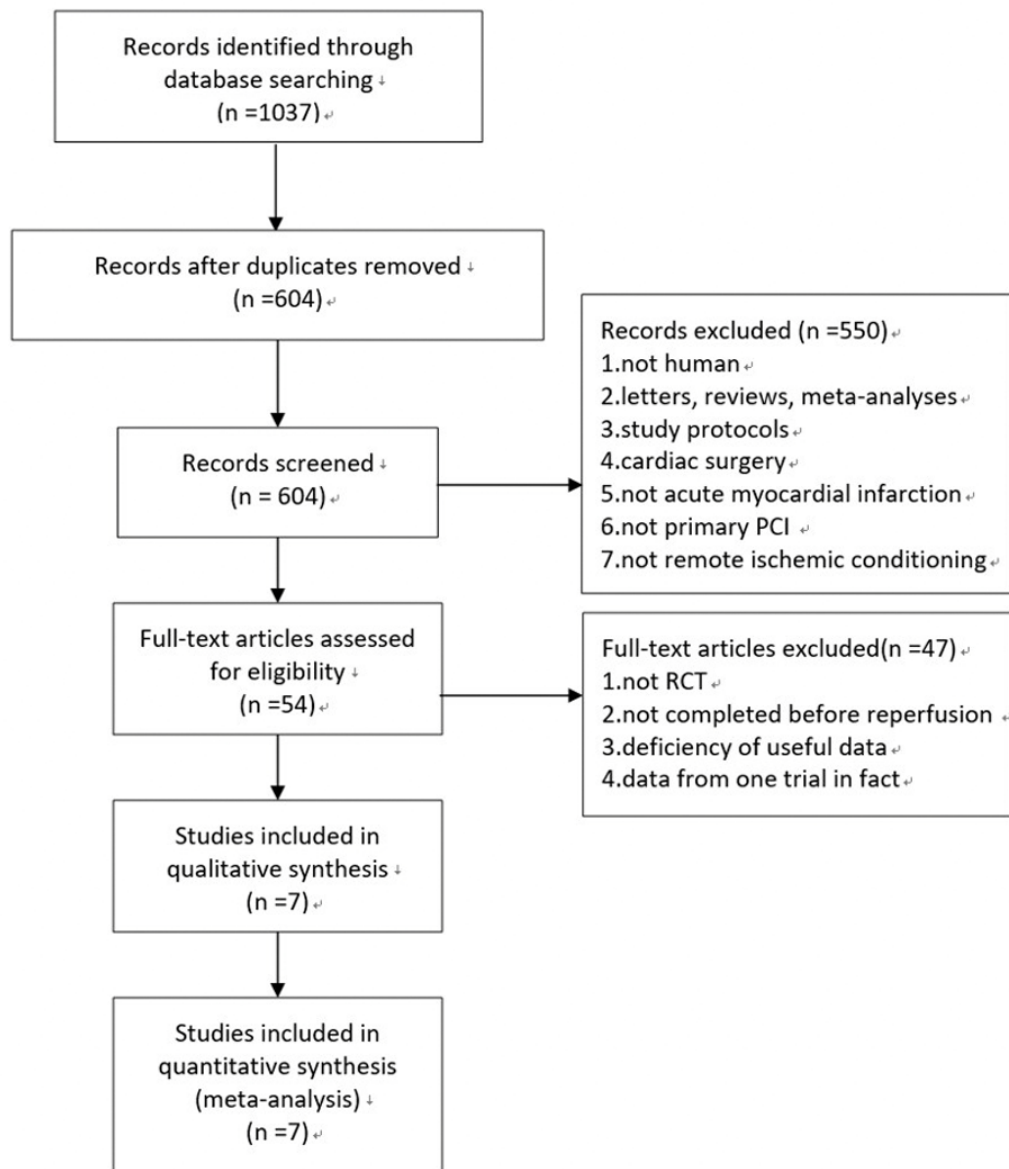 Records identified through
database searching ↓
(n =1037)↵
Records after duplicates removed ↓
(n =604)↵
Records screened ↓
(n = 604)↵
Records excluded (n =550)↵
1.not human↵
2.letters, reviews, meta-analyses↵
3.study protocols↵
4.cardiac surgery↵
5.not acute myocardial infarction↵
6.not primary PCI ↵
7.not remote ischemic conditioning↵
Full-text articles assessed
for eligibility ↓
(n =54)↵
Full-text articles excluded(n =47)↵
1.not RCT↵
2.not completed before reperfusion ↵
3.deficiency of useful data↵
4.data from one trial in fact↵
Studies included in
qualitative synthesis ↓
(n =7)↵
Studies included in
quantitative synthesis
(meta-analysis) ↓
(n =7)↵